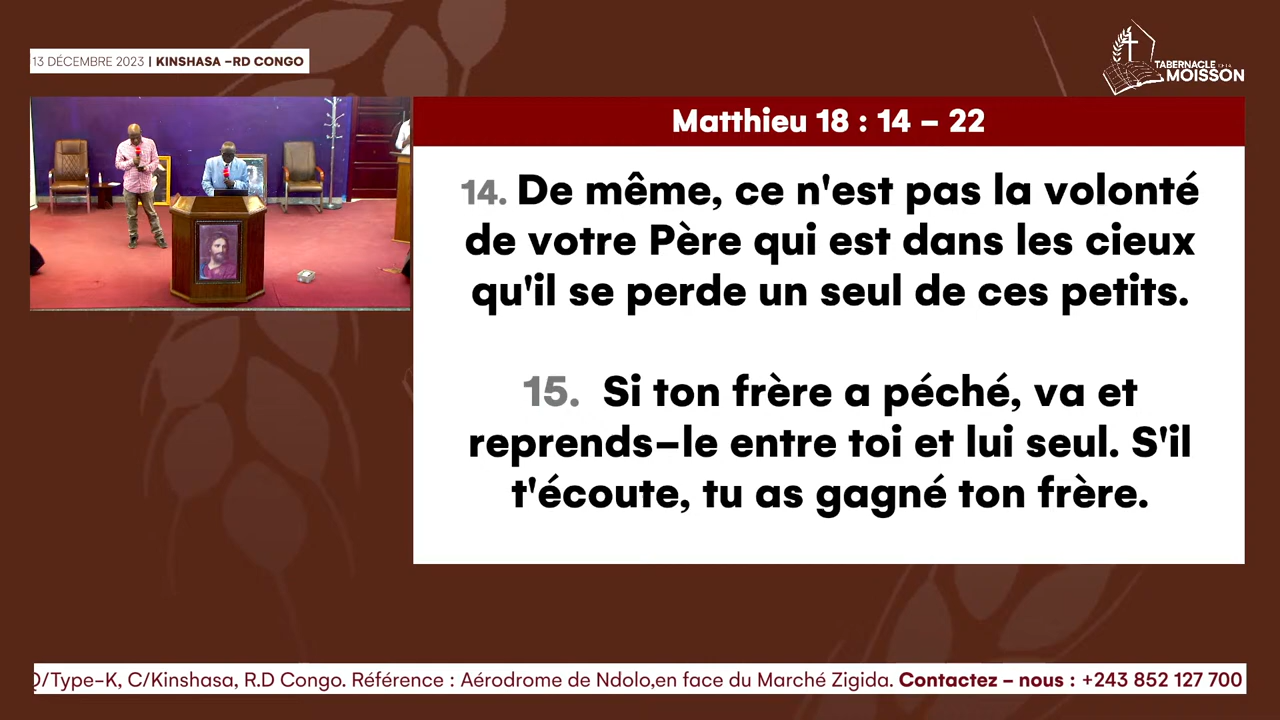 13 DÉCEMBRE 2023 | KINSHASA –RD CONGO
TABERNACLE DE LA
MOISSON
Matthieu 18 : 14 – 22
14. De même, ce n'est pas la volonté
de votre Père qui est dans les cieux
qu'il se perde un seul de ces petits.
15. Si ton frère a péché, va et
reprends–le entre toi et lui seul. S'il
t'écoute, tu as gagné ton frère.
/Type–K, C/Kinshasa, R.D Congo. Référence : Aérodrome de Ndolo,en face du Marché Zigida. Contactez – nous : +243 852 127 700